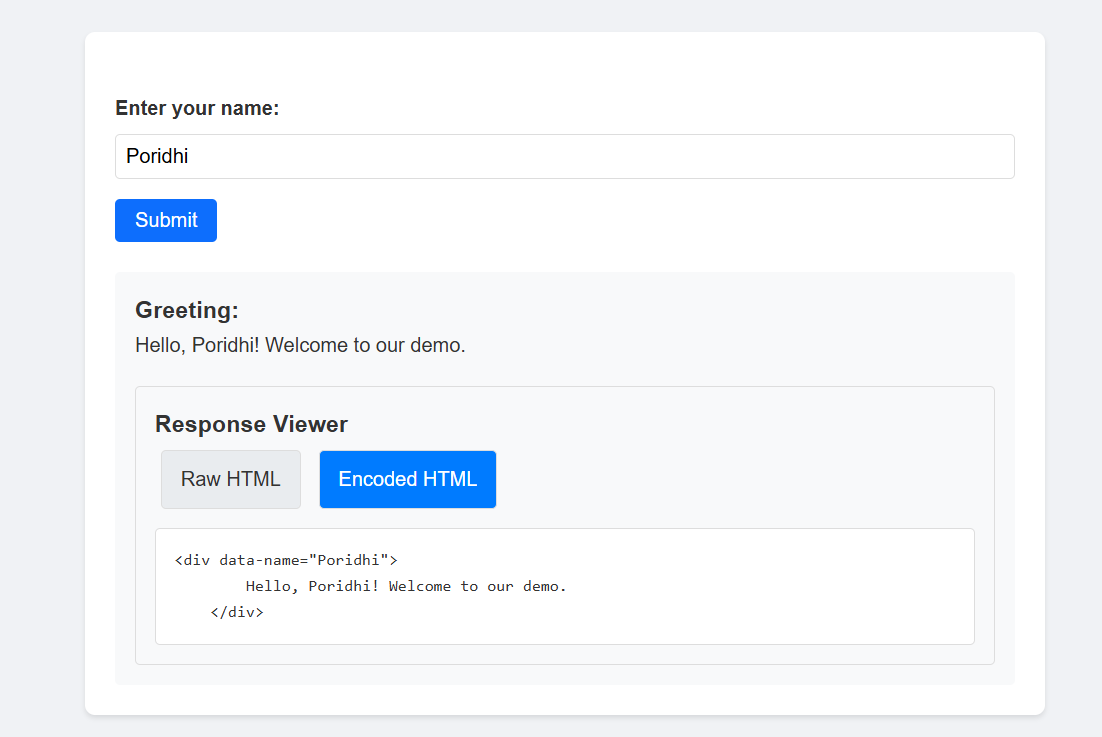 Enter your name:
Poridhi
Submit
Greeting:
Hello, Poridhi! Welcome to our demo.
Response Viewer
Raw HTML Encoded HTML
<div data-name="Poridhi">
        Hello, Poridhi! Welcome to our demo.
    </div>